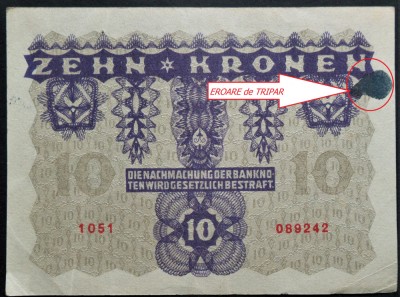 ZEHN ✶ KRONEN
EROARE de TRIPAR
10 10
DIE NACHMACHUNG DER BANKNO-
TEN WIRD GESETZLICH BESTRAFT.
10
1051 089242